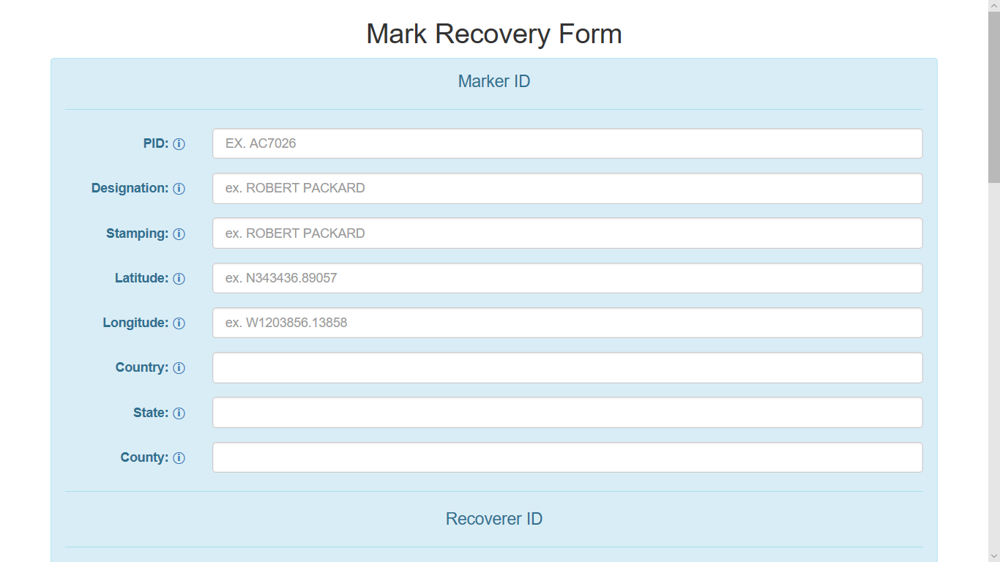 Mark Recovery Form
Marker ID
PID: EX. AC7026
Designation: ex. ROBERT PACKARD
Stamping: ex. ROBERT PACKARD
Latitude: ex. N343436.89057
Longitude: ex. W1203856.13858
Country:
State:
County:
Recoverer ID